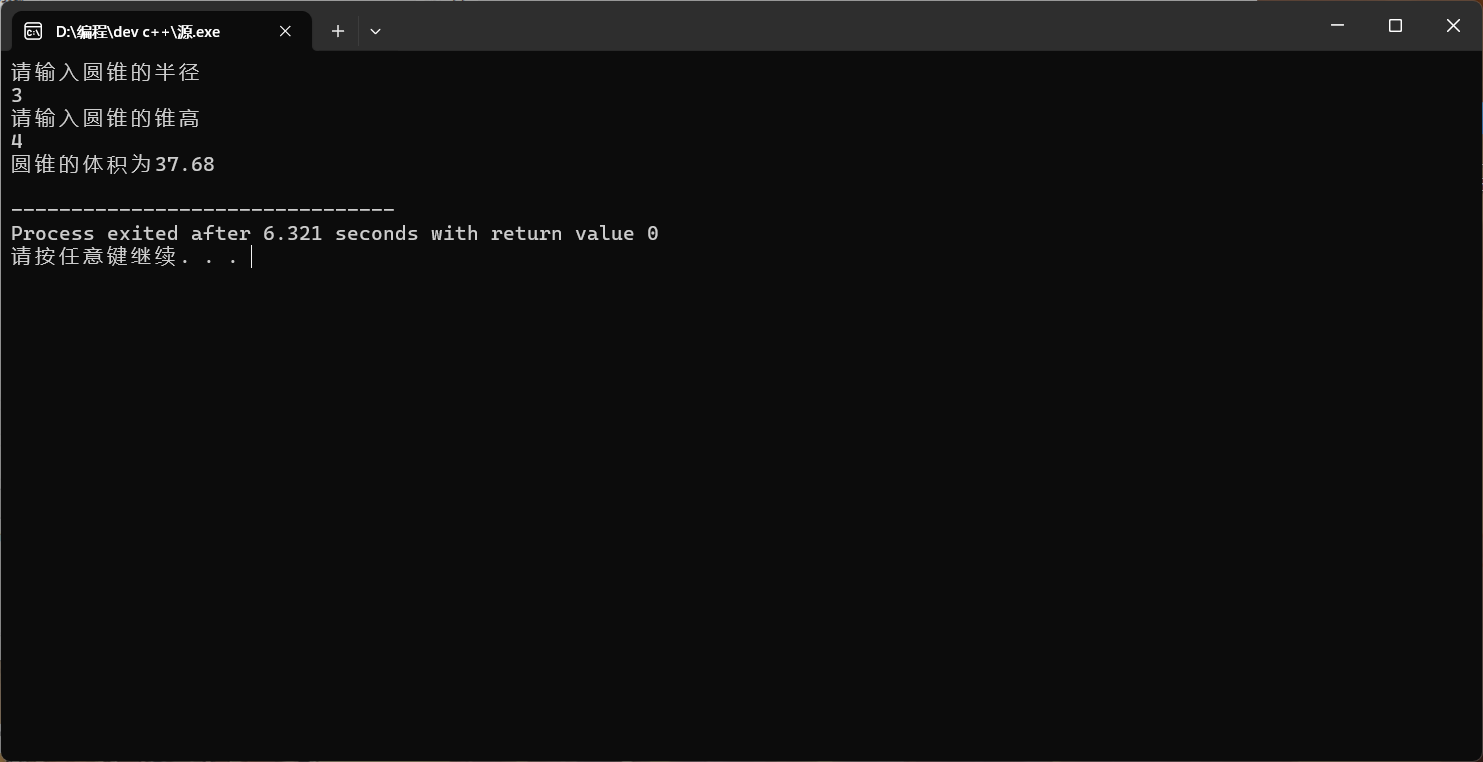 D:\编程\dev c++\源.exe
请输入圆锥的半径
3
请输入圆锥的锥高
4
圆锥的体积为37.68
--------------------------------
Process exited after 6.321 seconds with return value 0
请按任意键继续. . .